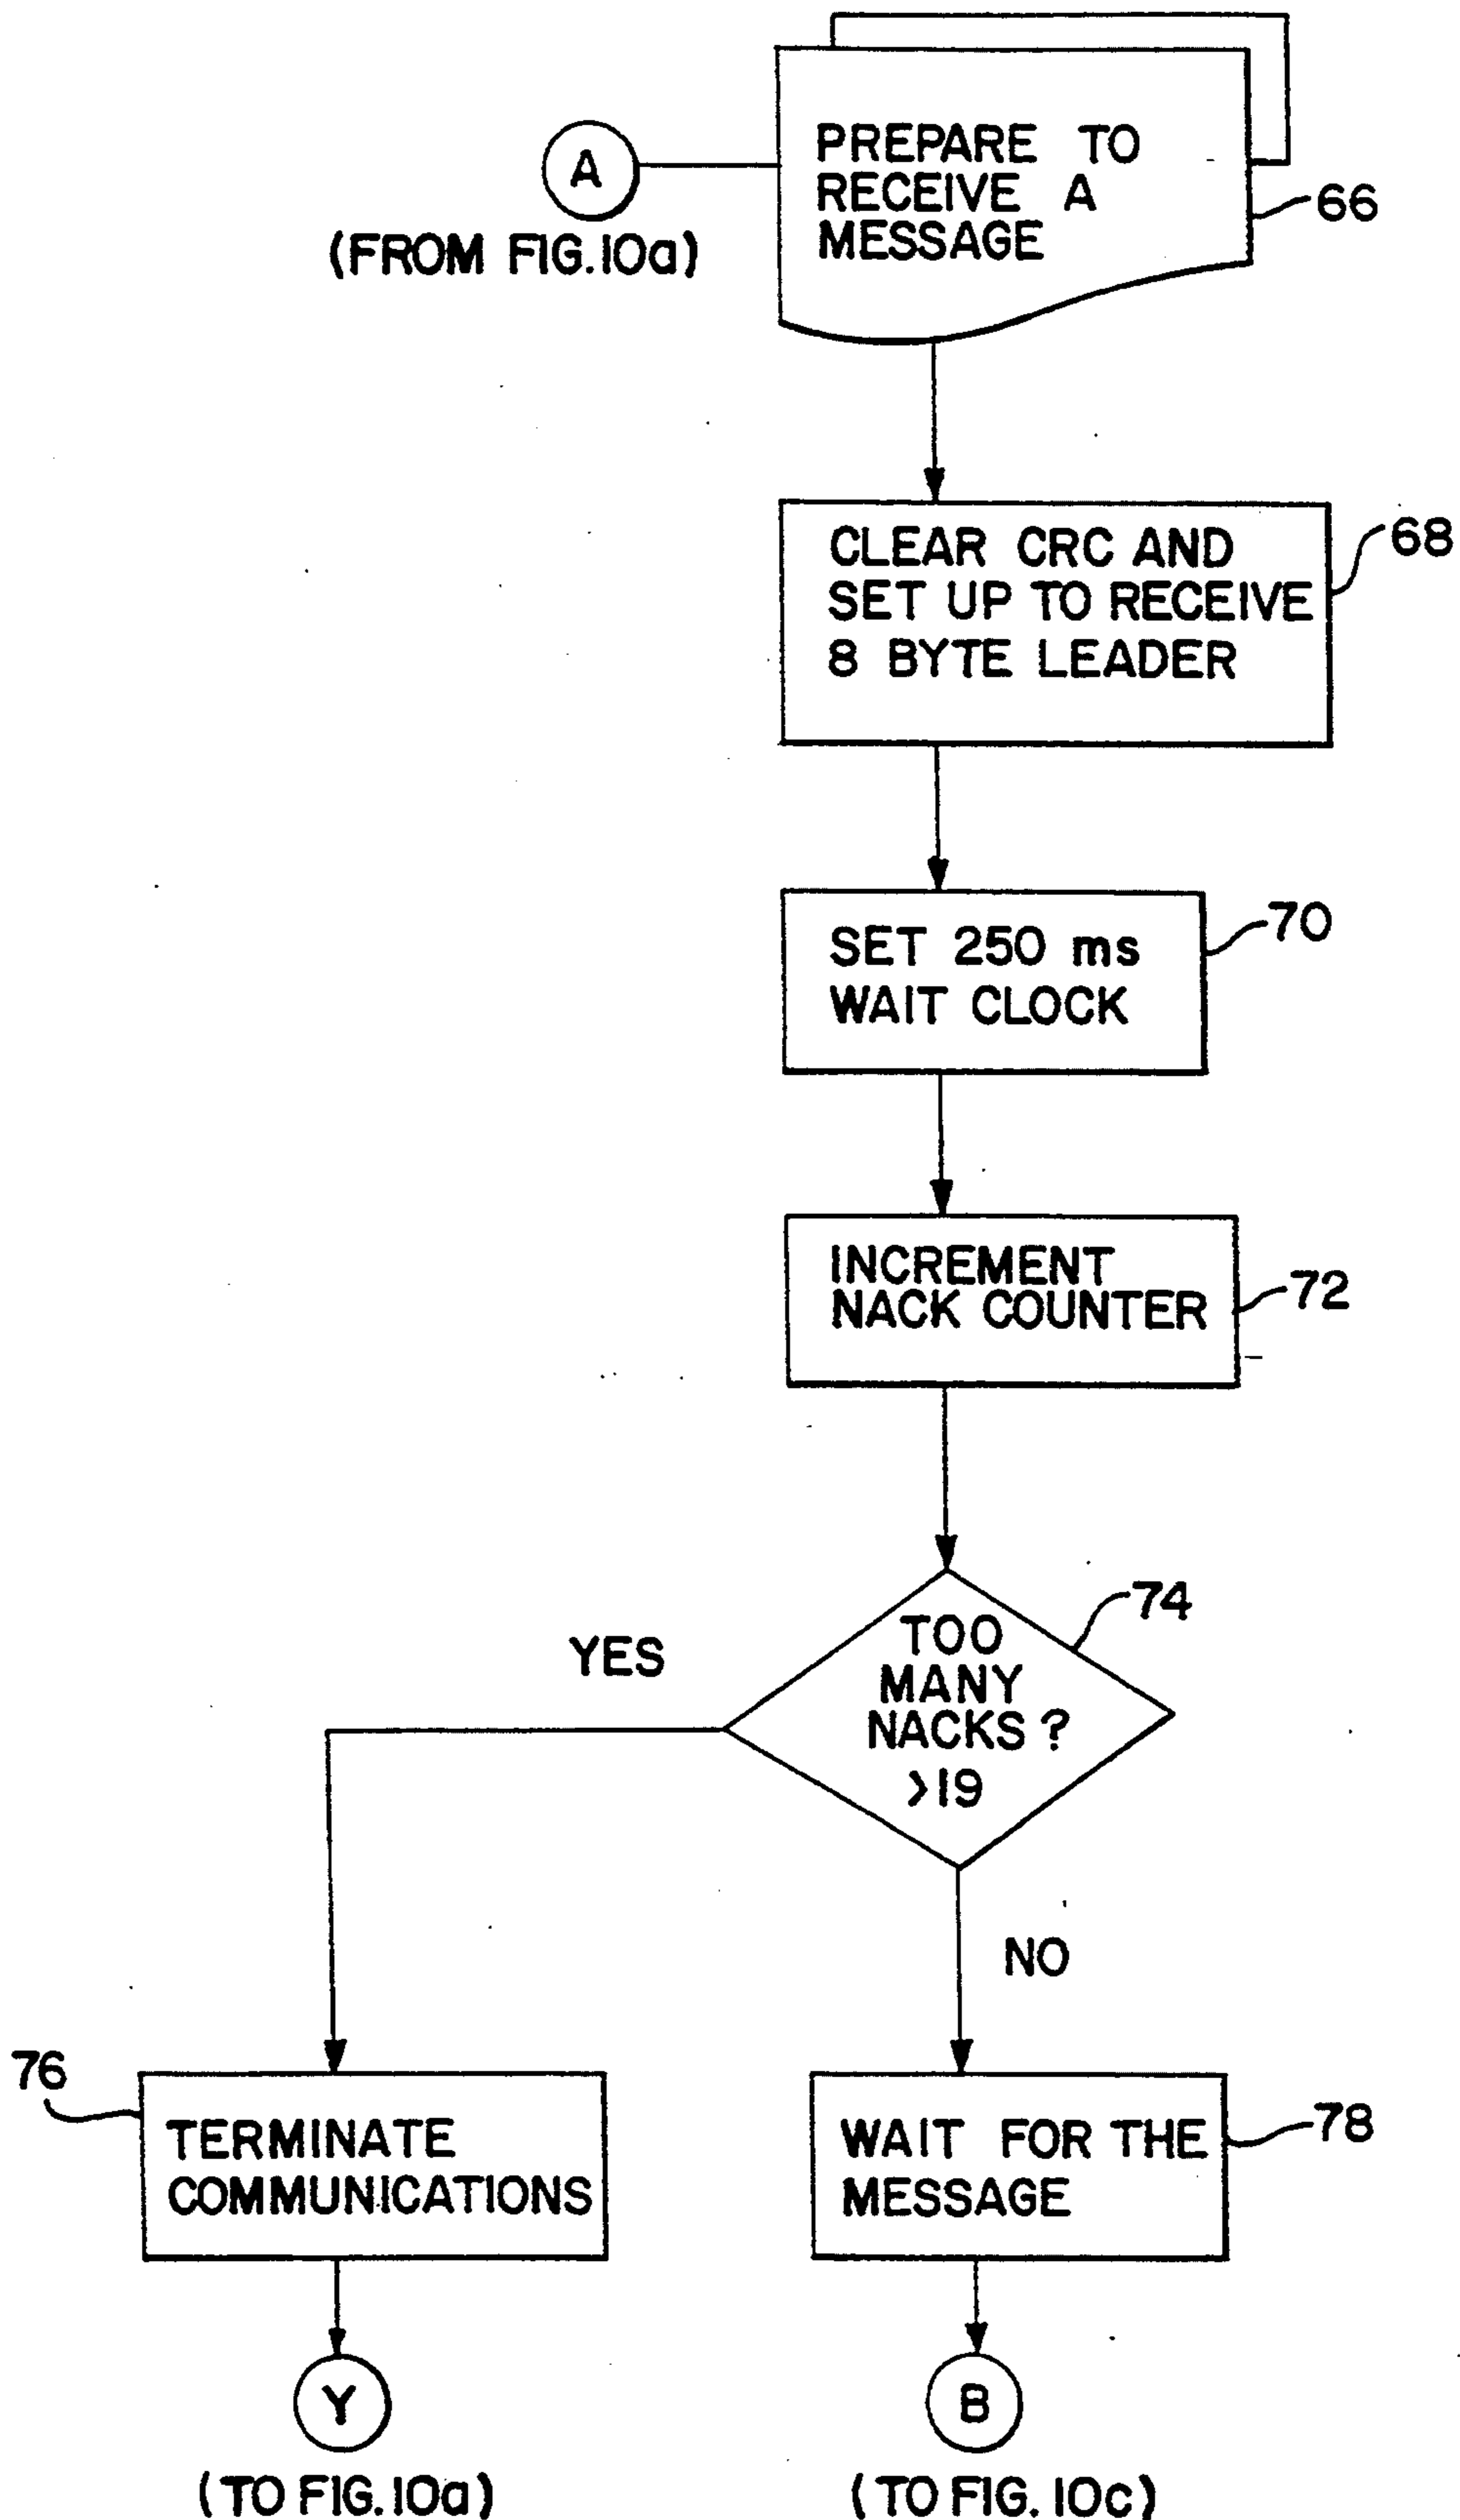 PREPARE TO
RECEIVE A
MESSAGE
66
A
(FROM FIG.10a)
CLEAR CRC AND
SET UP TO RECEIVE
8 BYTE LEADER
68
SET 250 ms
WAIT CLOCK
70
INCREMENT
NACK COUNTER
72
TOO
MANY
NACKS ?
>19
74
YES
NO
76
TERMINATE
COMMUNICATIONS
WAIT FOR THE
MESSAGE
78
Y
B
(TO FIG.10a)
(TO FIG.10c)